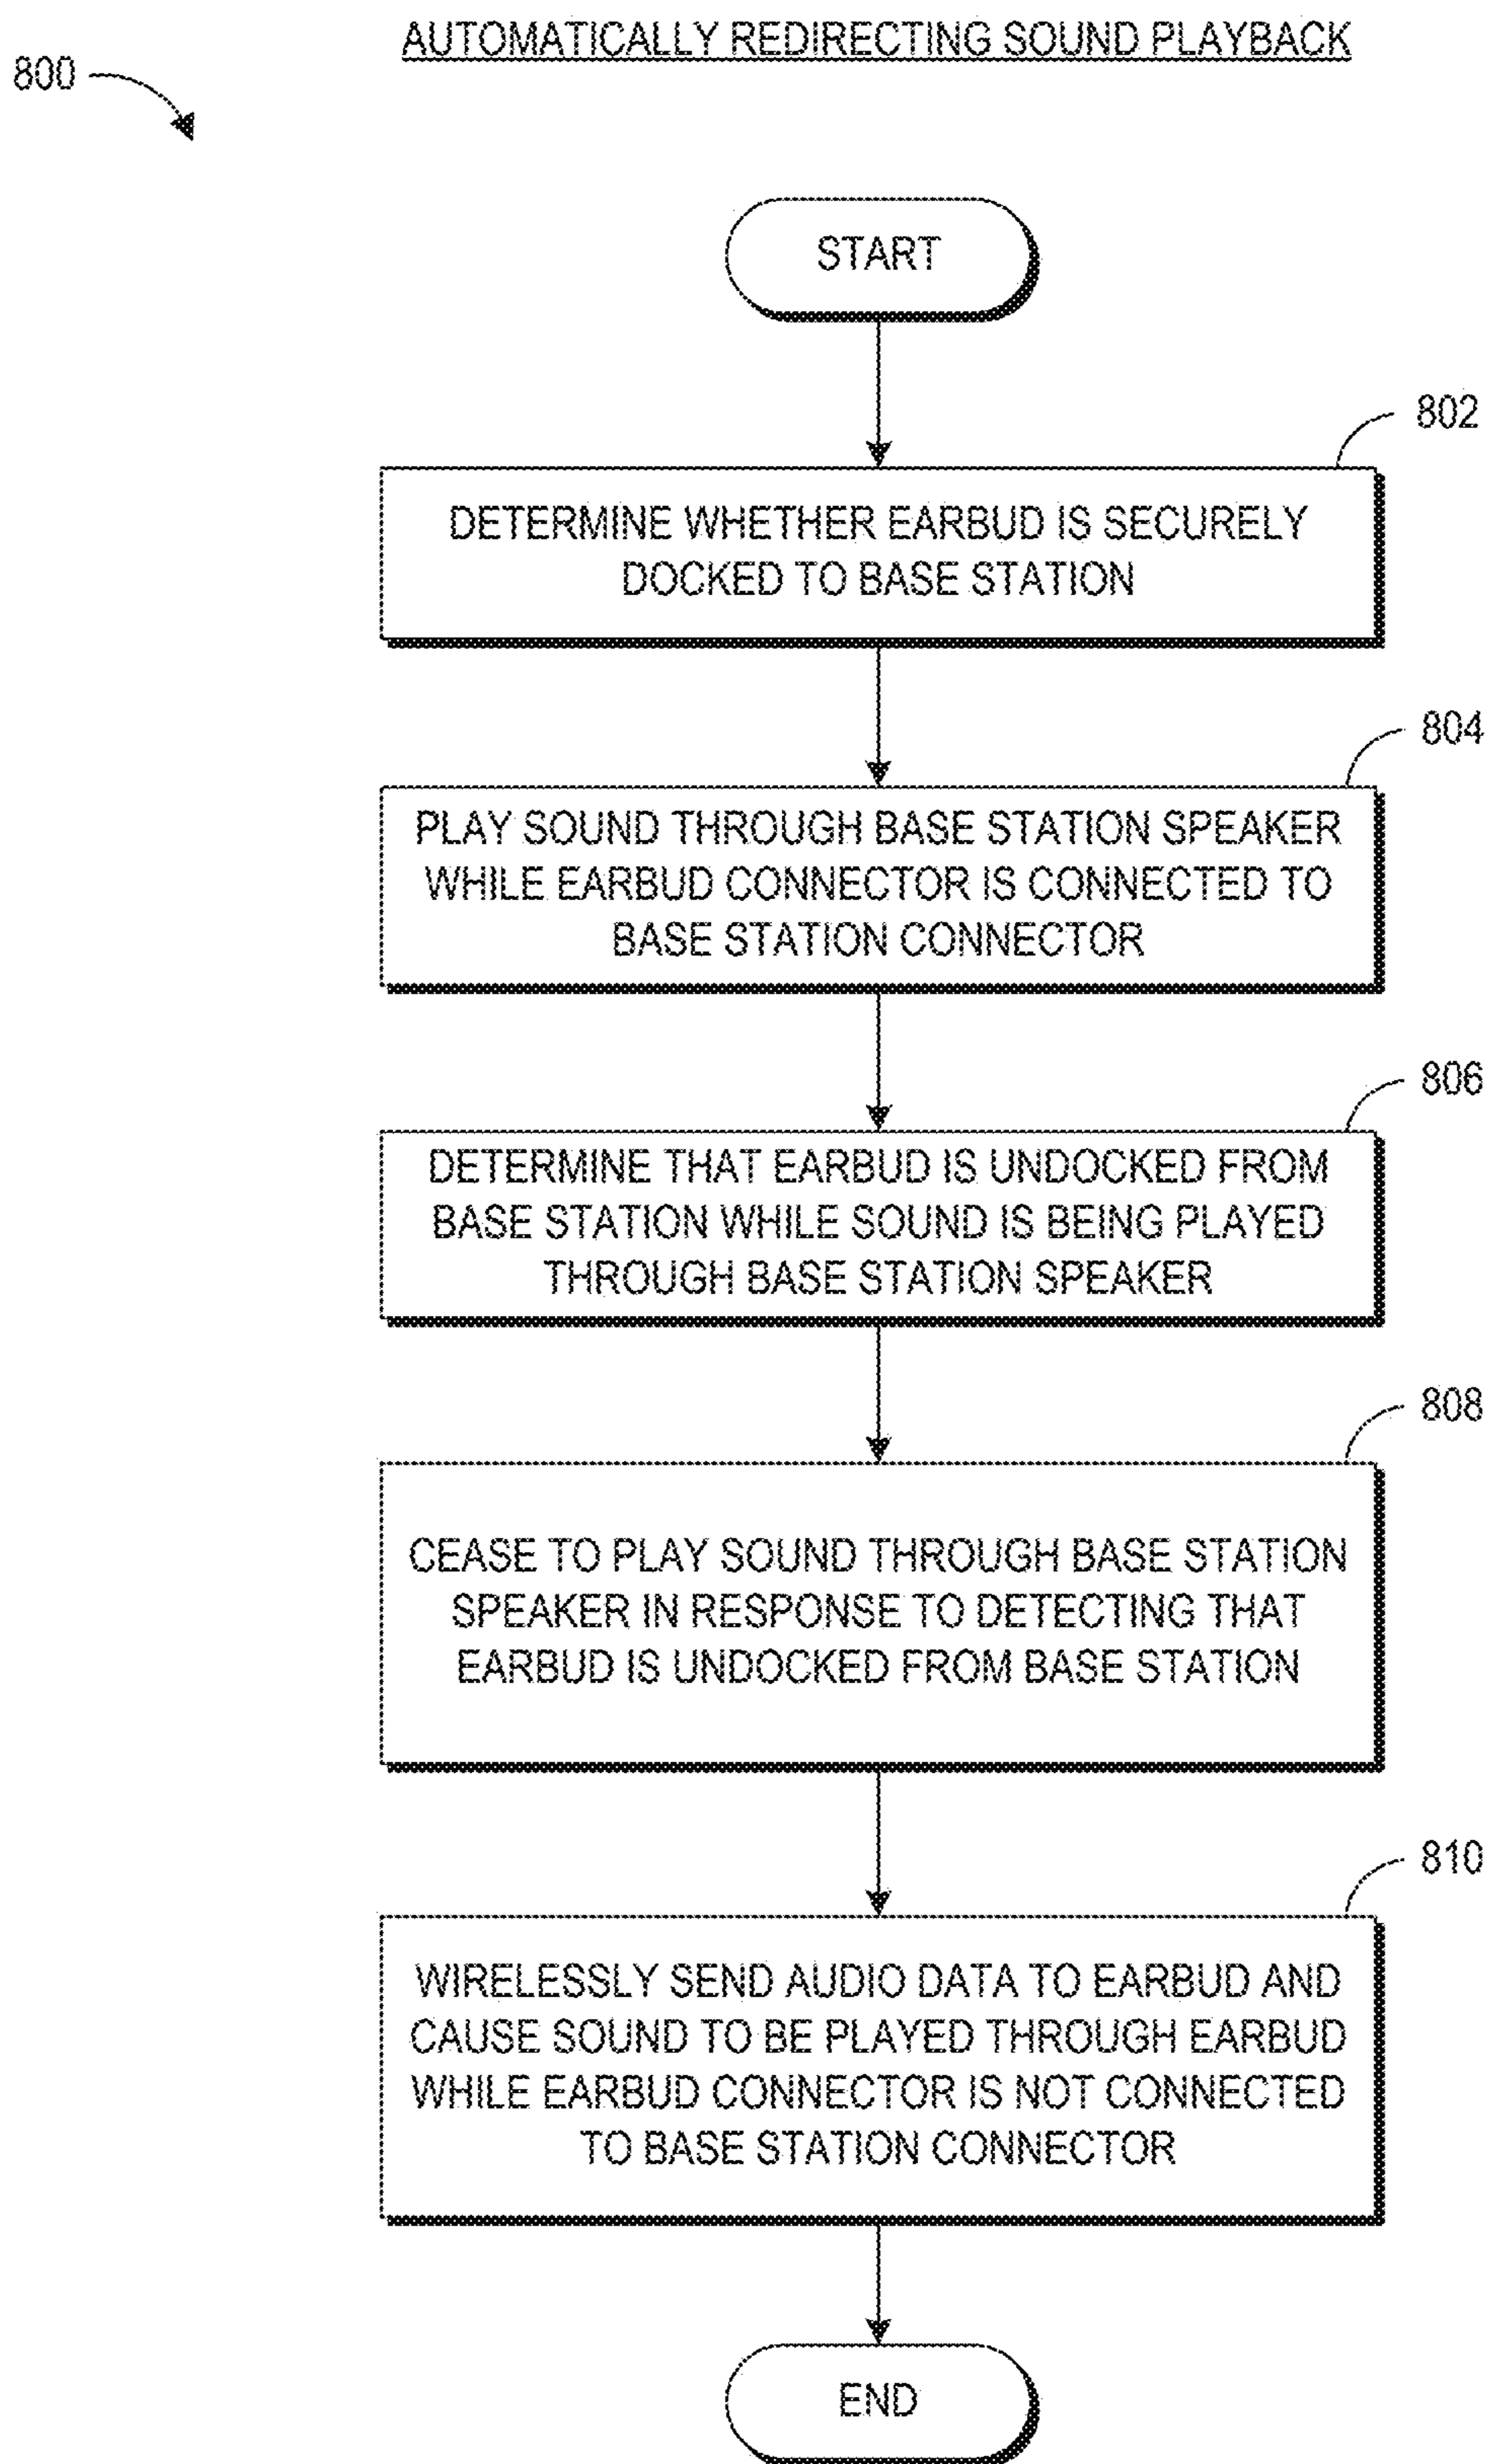 AUTOMATICALLY REDIRECTING SOUND PLAYBACK
800
START
802
DETERMINE WHETHER EARBUD IS SECURELY
DOCKED TO BASE STATION
804
PLAY SOUND THROUGH BASE STATION SPEAKER
WHILE EARBUD CONNECTOR IS CONNECTED TO
BASE STATION CONNECTOR
806
DETERMINE THAT EARBUD IS UNDOCKED FROM
BASE STATION WHILE SOUND IS BEING PLAYED
THROUGH BASE STATION SPEAKER
808
CEASE TO PLAY SOUND THROUGH BASE STATION
SPEAKER IN RESPONSE TO DETECTING THAT
EARBUD IS UNDOCKED FROM BASE STATION
810
WIRELESSLY SEND AUDIO DATA TO EARBUD AND
CAUSE SOUND TO BE PLAYED THROUGH EARBUD
WHILE EARBUD CONNECTOR IS NOT CONNECTED
TO BASE STATION CONNECTOR
END